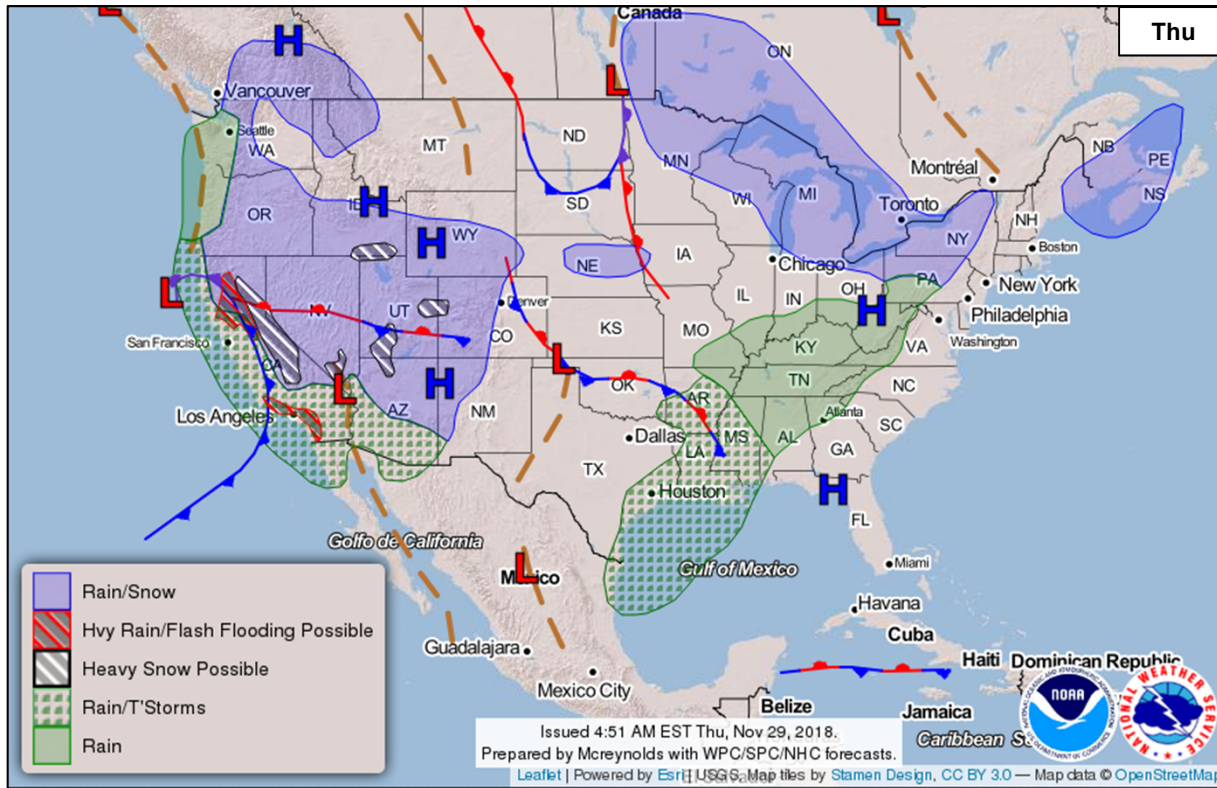 Thu
L
L
Canada
H
ON
L
Vancouver
Seattle
WA
MT
ND
MN
NB
PE
Montréal
NS
OR
ID
H
SD
WI
MI
Toronto
NH
Boston
WY
H
NY
IA
NE
Chicago
PA
New York
L
NV
UT
Denver
IL
IN
OH
H
Philadelphia
San Francisco
CO
KS
MO
KY
VA
Washington
CA
L
L
H
OK
TN
NC
Los Angeles
AZ
NM
AR
Atlanta
SC
Dallas
MS
AL
GA
TX
LA
Houston
H
FL
Golfo de California
Gulf of Mexico
Miami
México
L
Havana
Cuba
Guadalajara
Mexico City
Haiti
Dominican Republic
Belize
Jamaica
Caribbean
Rain/Snow
Hvy Rain/Flash Flooding Possible
Heavy Snow Possible
Rain/T'Storms
Rain
Issued 4:51 AM EST Thu, Nov 29, 2018.
Prepared by Mcreynolds with WPC/SPC/NHC forecasts.
NOAA
NATIONAL WEATHER SERVICE
Leaflet | Powered by Esri | USGS, Map tiles by Stamen Design, CC BY 3.0 — Map data © OpenStreetMap